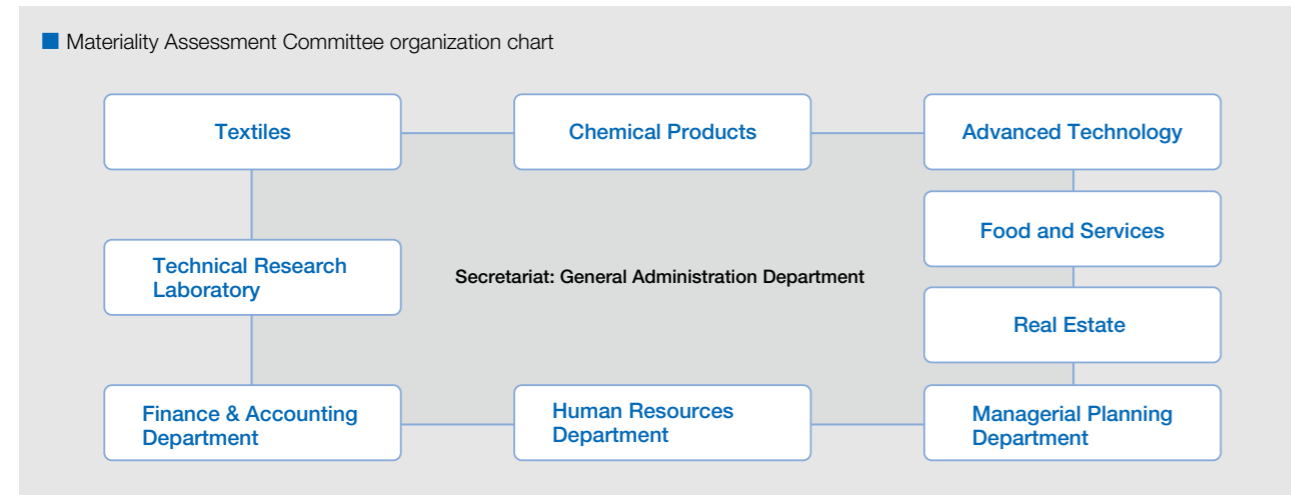 Materiality Assessment Committee organization chart
Textiles
Chemical Products
Advanced Technology
Food and Services
Technical Research
Laboratory
Secretariat: General Administration Department
Real Estate
Finance & Accounting
Department
Human Resources
Department
Managerial Planning
Department